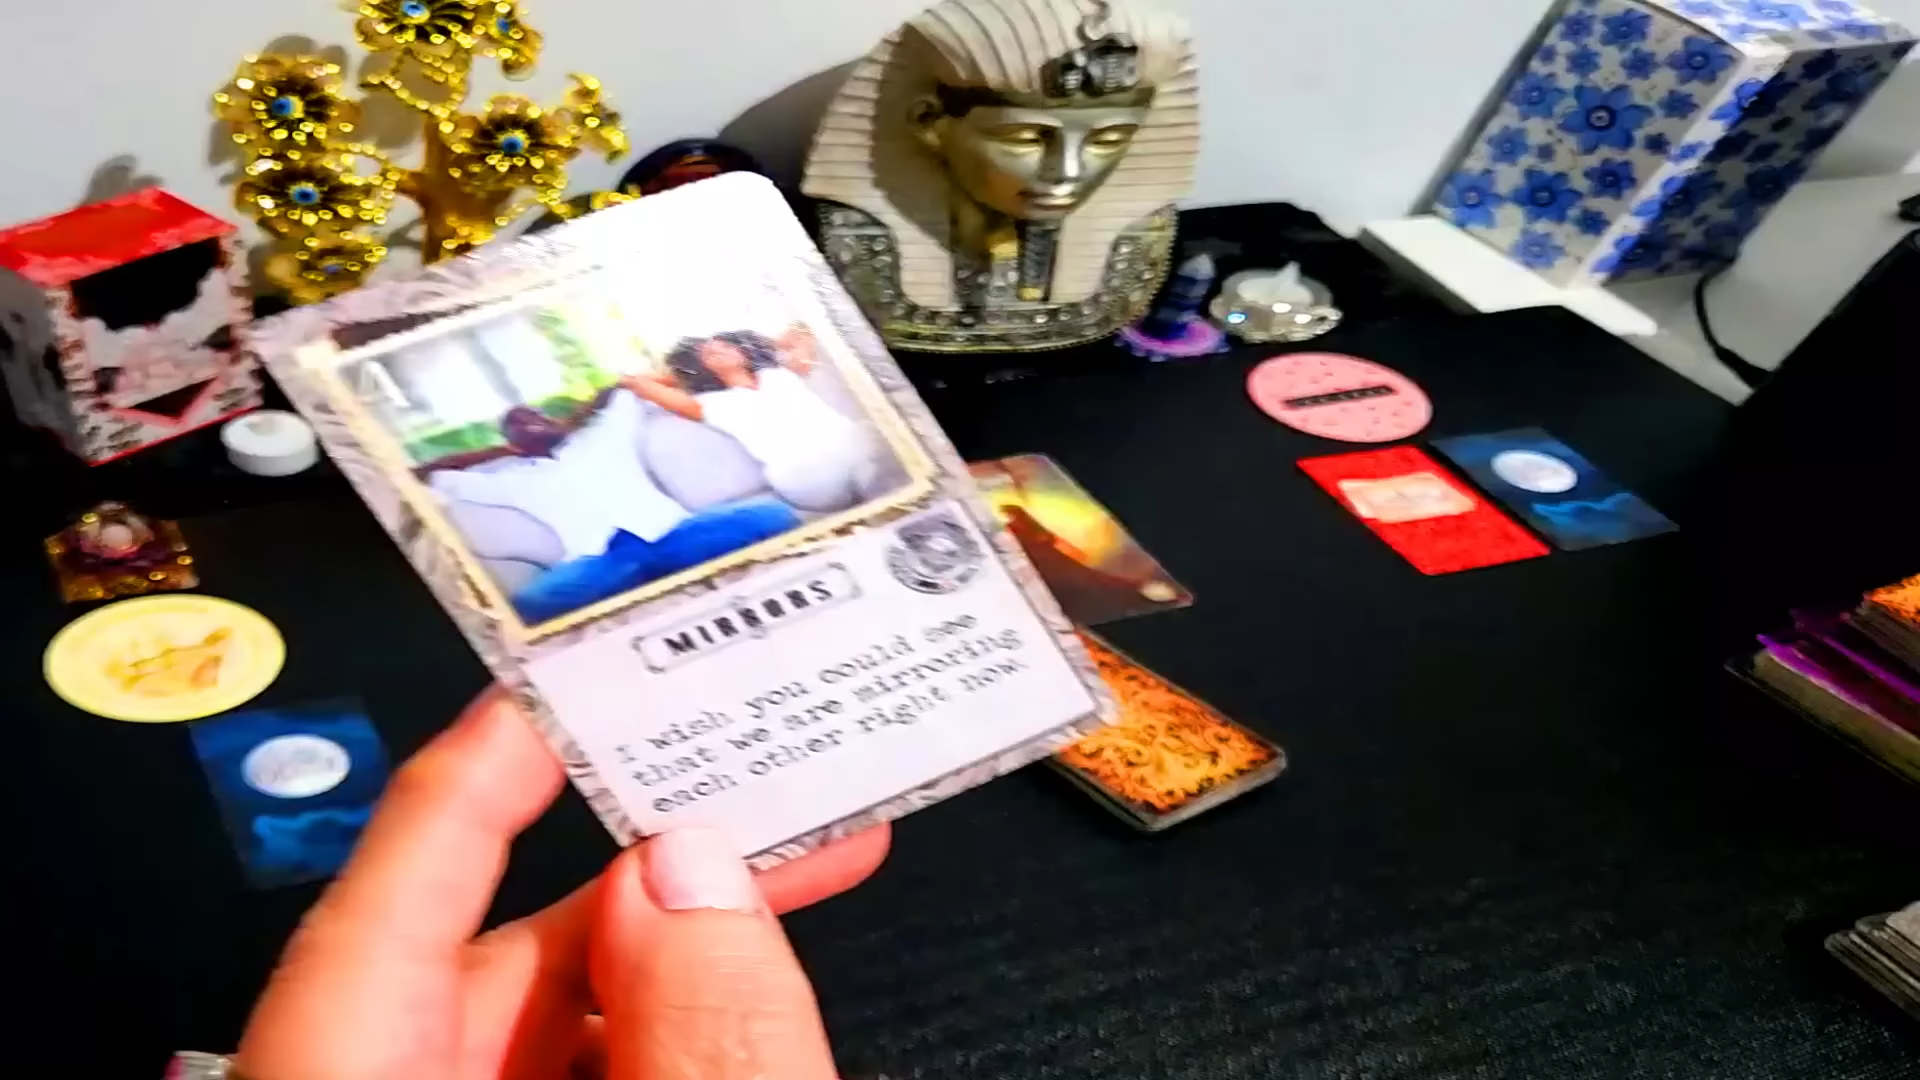 MIRRORS
I wish you could see
that we are mirroring
each other right now.